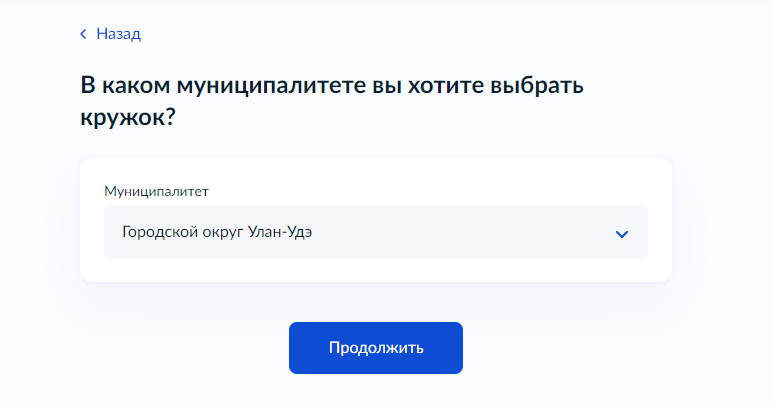 Назад
В каком муниципалитете вы хотите выбрать
кружок?
Муниципалитет
Городской округ Улан-Удэ
Продолжить